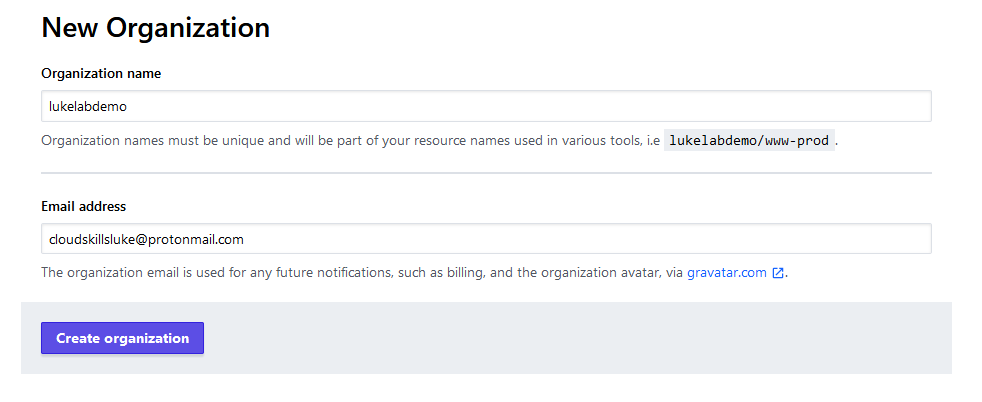 New Organization
Organization name
lukelabdemo
Organization names must be unique and will be part of your resource names used in various tools, i.e lukelabdemo/www-prod .
Email address
cloudskillsluke@protonmail.com
The organization email is used for any future notifications, such as billing, and the organization avatar, via gravatar.com .
Create organization